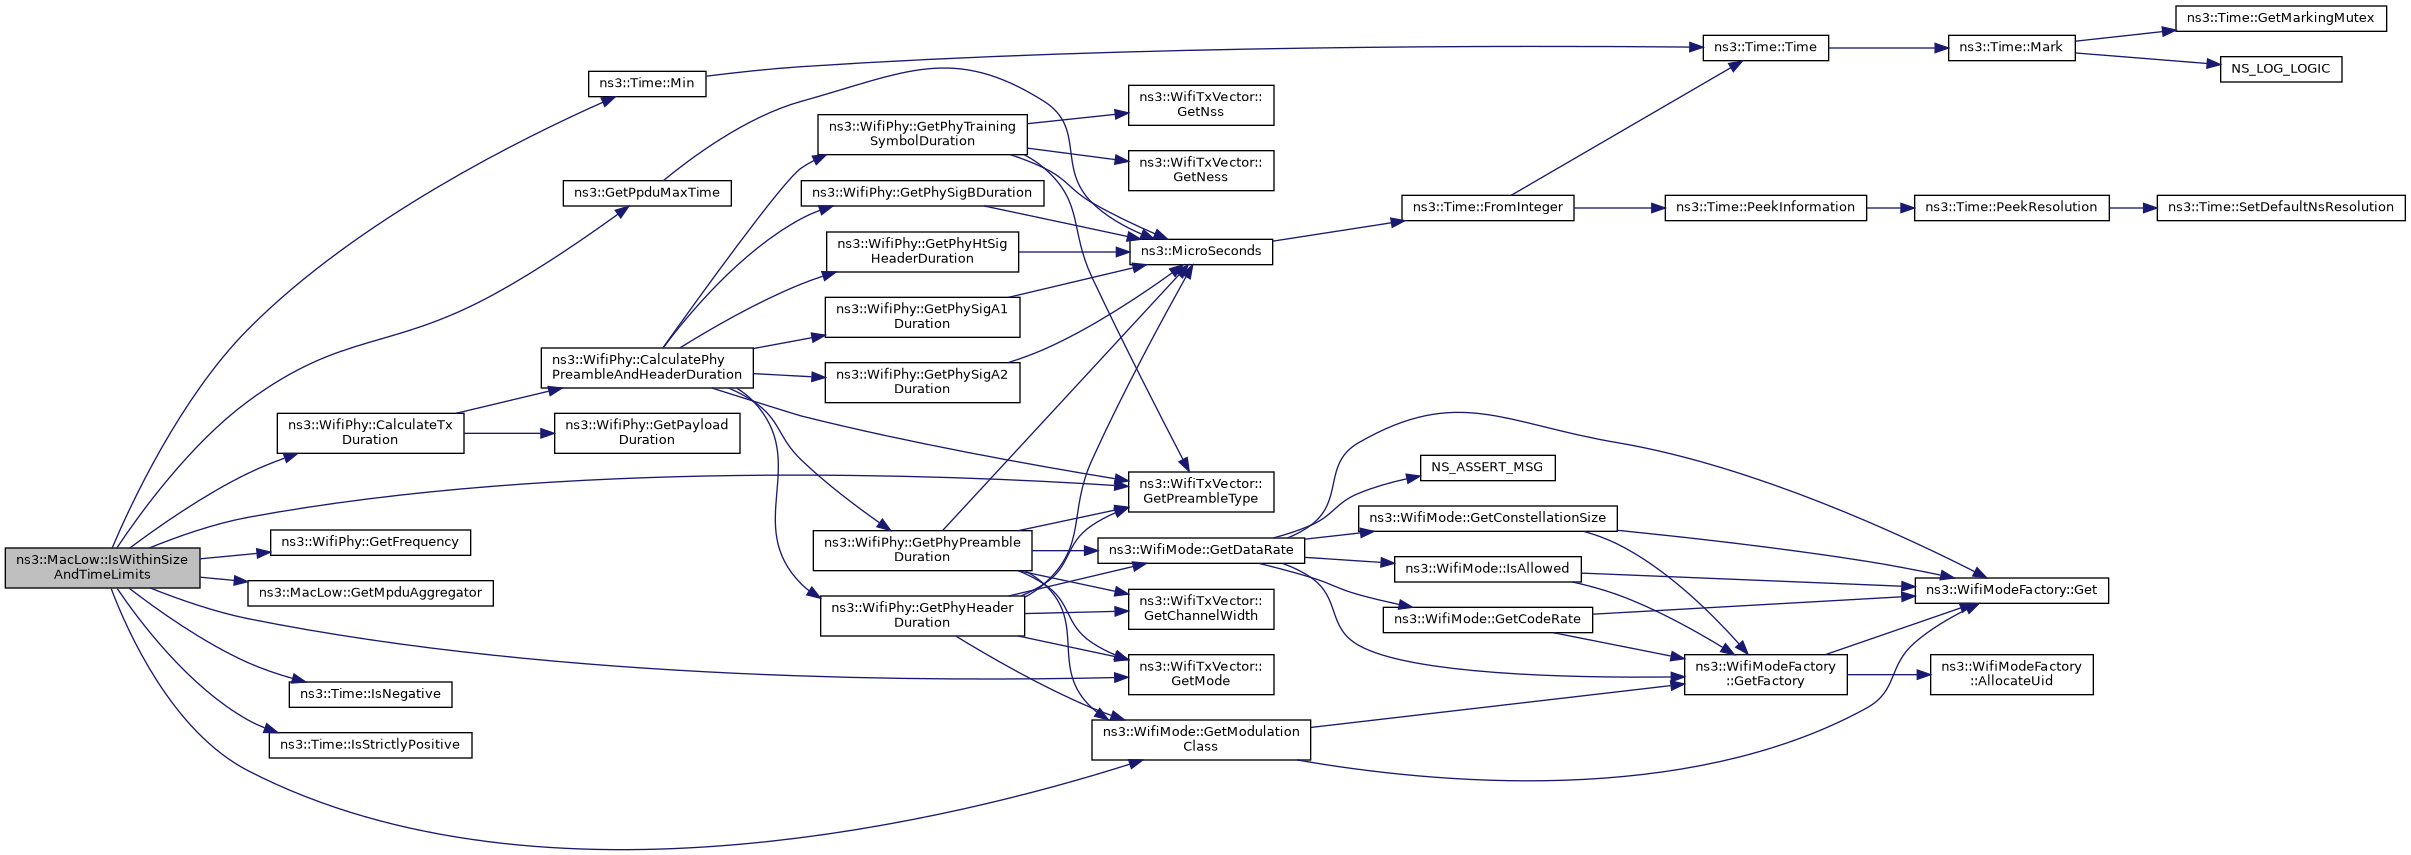 ns3::MacLow::IsWithinSize
AndTimeLimits
ns3::Time::Min
ns3::GetPpduMaxTime
ns3::WifiPhy::CalculateTx
Duration
ns3::WifiPhy::GetFrequency
ns3::MacLow::GetMpduAggregator
ns3::Time::IsNegative
ns3::Time::IsStrictlyPositive
ns3::WifiPhy::CalculatePhy
PreambleAndHeaderDuration
ns3::WifiPhy::GetPayload
Duration
ns3::WifiPhy::GetPhyTraining
SymbolDuration
ns3::WifiPhy::GetPhySigBDuration
ns3::WifiPhy::GetPhyHtSig
HeaderDuration
ns3::WifiPhy::GetPhySigA1
Duration
ns3::WifiPhy::GetPhySigA2
Duration
ns3::WifiPhy::GetPhyPreamble
Duration
ns3::WifiPhy::GetPhyHeader
Duration
ns3::WifiTxVector::
GetNss
ns3::WifiTxVector::
GetNess
ns3::MicroSeconds
ns3::WifiTxVector::
GetPreambleType
ns3::WifiMode::GetDataRate
ns3::WifiTxVector::
GetChannelWidth
ns3::WifiTxVector::
GetMode
ns3::WifiMode::GetModulation
Class
ns3::Time::FromInteger
NS_ASSERT_MSG
ns3::WifiMode::GetConstellationSize
ns3::WifiMode::IsAllowed
ns3::WifiMode::GetCodeRate
ns3::Time::Time
ns3::Time::PeekInformation
ns3::WifiModeFactory
::GetFactory
ns3::Time::Mark
ns3::Time::PeekResolution
ns3::WifiModeFactory::Get
ns3::WifiModeFactory
::AllocateUid
ns3::Time::GetMarkingMutex
NS_LOG_LOGIC
ns3::Time::SetDefaultNsResolution